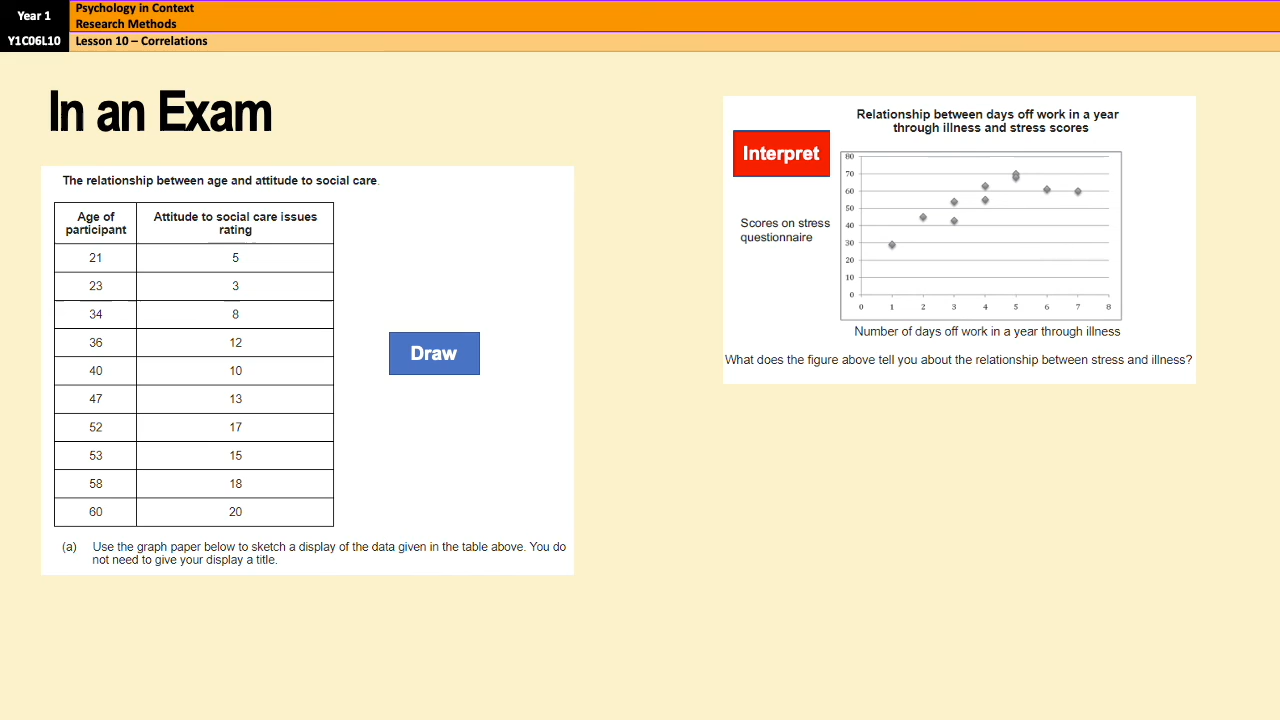 Year 1
Psychology in Context
Research Methods
Y1C06L10
Lesson 10 – Correlations
In an Exam
The relationship between age and attitude to social care.
Age of participant
Attitude to social care issues rating
21 5
23 3
34 8
36 12
40 10
47 13
52 17
53 15
58 18
60 20
(a) Use the graph paper below to sketch a display of the data given in the table above. You do
not need to give your display a title.
Draw
Relationship between days off work in a year
through illness and stress scores
Interpret
Scores on stress
questionnaire
80
70
60
50
40
30
20
10
0
0 1 2 3 4 5 6 7 8
Number of days off work in a year through illness
What does the figure above tell you about the relationship between stress and illness?